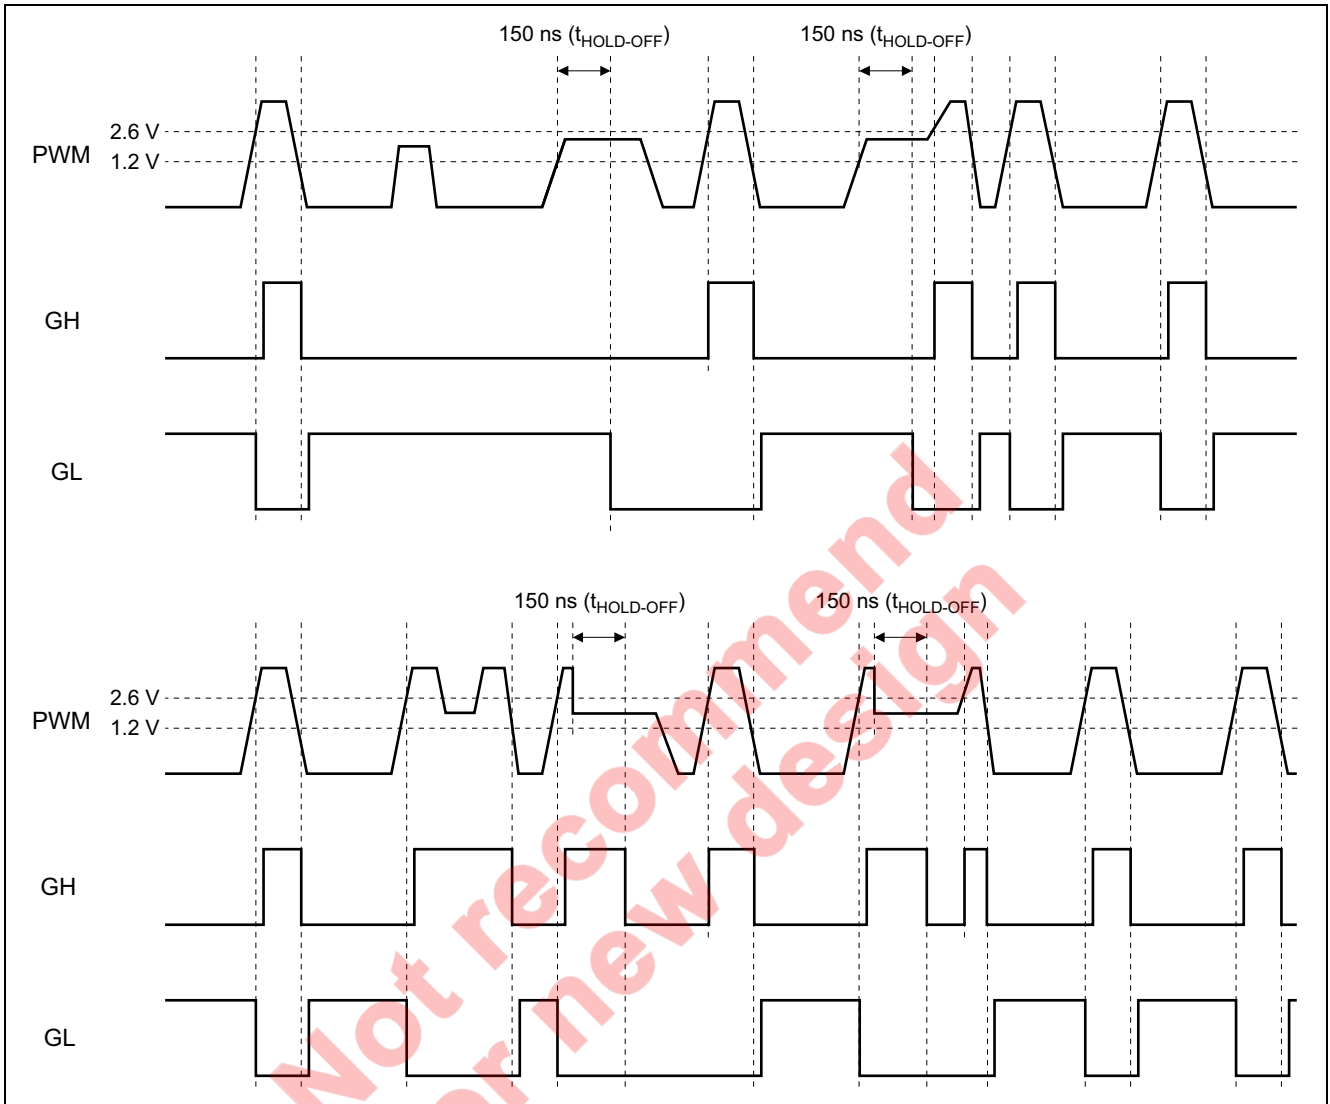 150 ns (tHOLD-OFF) 150 ns (tHOLD-OFF)
2.6 V
PWM
1.2 V
GH
GL
150 ns (tHOLD-OFF) 150 ns (tHOLD-OFF)
2.6 V
PWM
1.2 V
GH
GL
Not recommend
new design